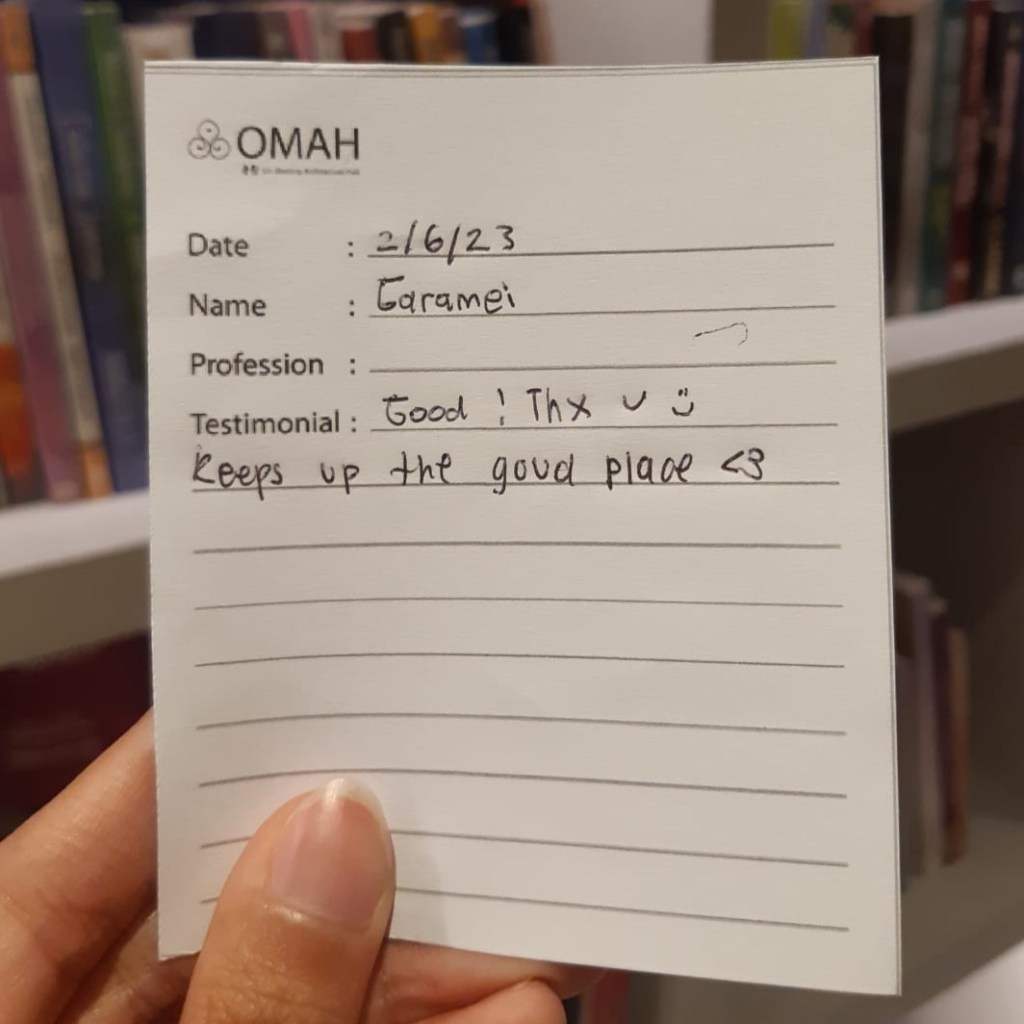 OMAH
Date : 2/6/23
Name : Garamei
Profession :
Testimonial : Good ! Thx U :)
Keeps up the goud place <3